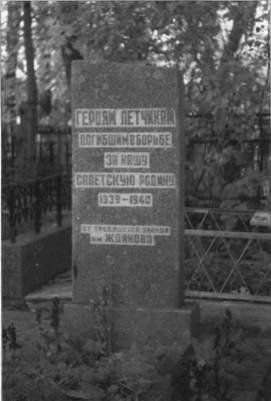 ГЕРОЯМ ЛЕТЧИКАМ
ПОГИБШИМ В БОРЬБЕ
ЗА НАШУ
СОВЕТСКУЮ РОДИНУ
1939-1940
ОТ ТРУДЯЩИХСЯ ЗАВОДА
ИМ ЖДАНОВА